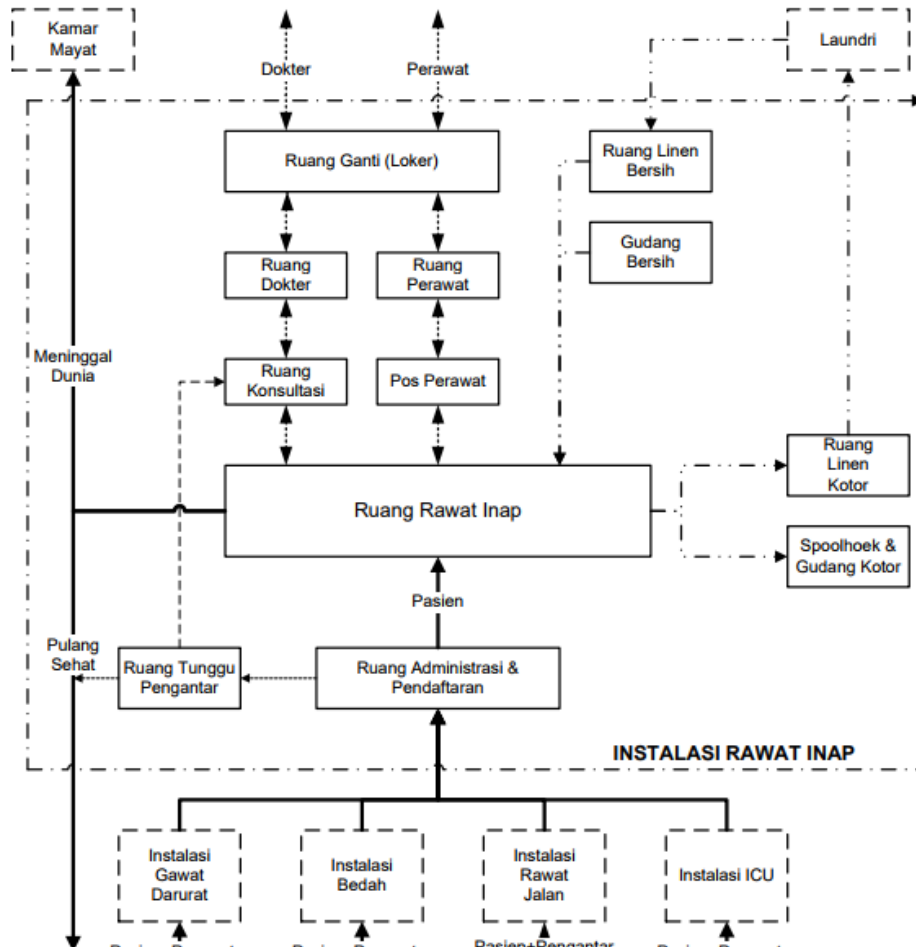 Kamar
Mayat
Dokter
Perawat
Laundri
Ruang Ganti (Loker)
Ruang Linen
Bersih
Gudang
Bersih
Ruang
Dokter
Ruang
Perawat
Meninggal
Dunia
Ruang
Konsultasi
Pos Perawat
Ruang
Linen
Kotor
Ruang Rawat Inap
Spoolhoek &
Gudang Kotor
Pasien
Pulang
Sehat
Ruang Tunggu
Pengantar
Ruang Administrasi &
Pendaftaran
INSTALASI RAWAT INAP
Instalasi
Gawat
Darurat
Instalasi
Bedah
Instalasi
Rawat
Jalan
Instalasi ICU
Pasien+Pengantar